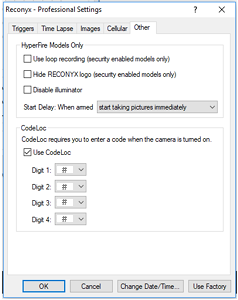 Reconyx - Professional Settings
Triggers Time Lapse Images Cellular Other
HyperFire Models Only
Use loop recording (security enabled models only)
Hide RECONYX logo (security enabled models only)
Disable illuminator
Start Delay: When armed start taking pictures immediately
CodeLoc
CodeLoc requires you to enter a code when the camera is turned on.
Use CodeLoc
Digit 1: #
Digit 2: #
Digit 3: #
Digit 4: #
OK Cancel Change Date/Time... Use Factory